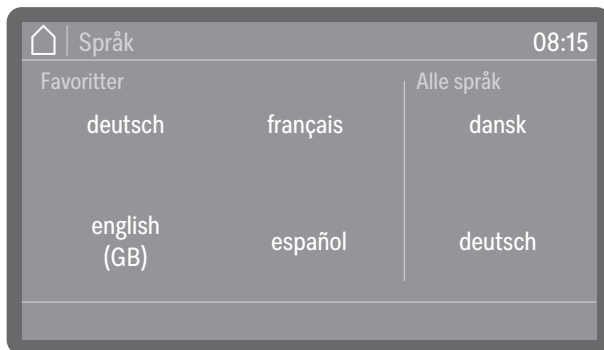 Språk 08:15
Favoritter Alle språk
deutsch français dansk
english
(GB) español deutsch